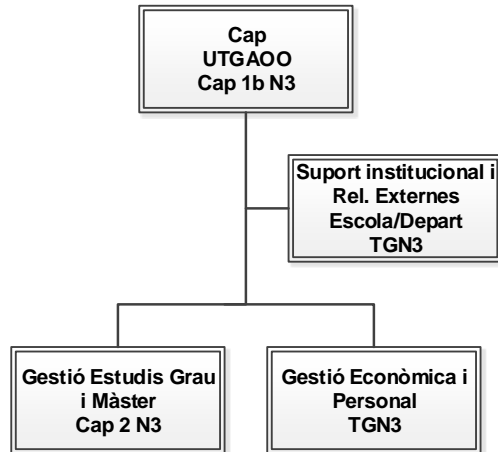 Cap
UTGAOO
Cap 1b N3
Suport institucional i
Rel. Externes
Escola/Depart
TGN3
Gestió Estudis Grau
i Màster
Cap 2 N3
Gestió Econòmica i
Personal
TGN3